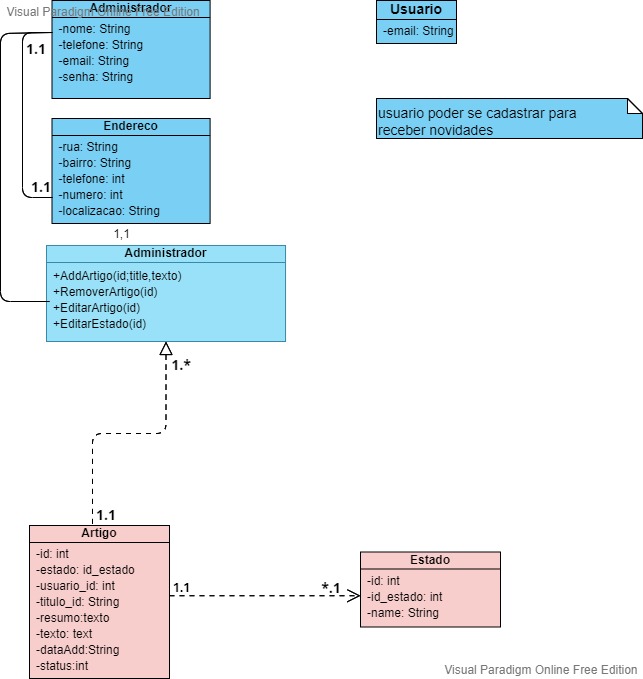 Visual Paradigm Online Free Edition
Administrador
-nome: String
-telefone: String
-email: String
-senha: String
1.1
Usuario
-email: String
usuario poder se cadastrar para
receber novidades
Endereco
-rua: String
-bairro: String
-telefone: int
-numero: int
-localizacao: String
1.1
1,1
Administrador
+AddArtigo(id;title,texto)
+RemoverArtigo(id)
+EditarArtigo(id)
+EditarEstado(id)
1.*
1.1
Artigo
-id: int
-estado: id_estado
-usuario_id: int
-titulo_id: String
-resumo:texto
-texto: text
-dataAdd:String
-status:int
1.1
*.1
Estado
-id: int
-id_estado: int
-name: String
Visual Paradigm Online Free Edition